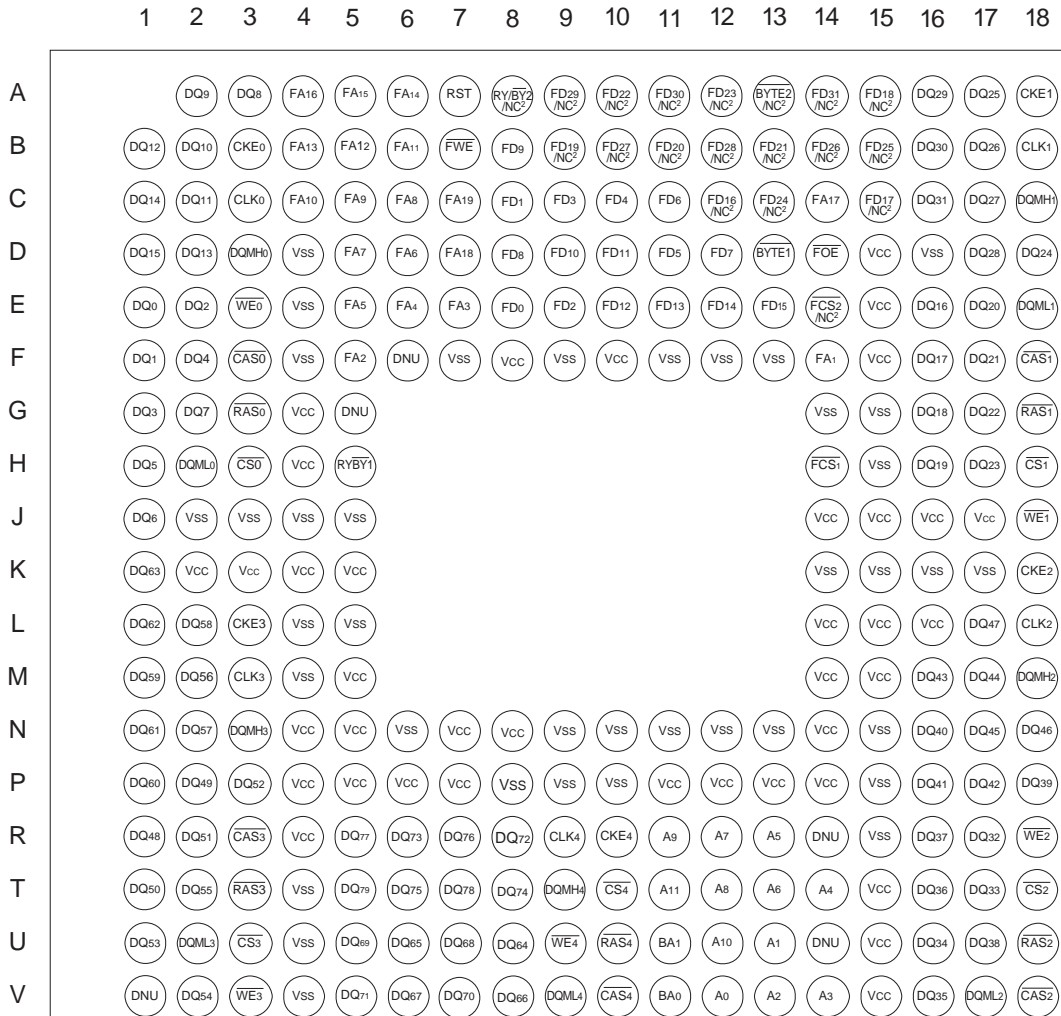 1 2 3 4 5 6 7 8 9 10 11 12 13 14 15 16 17 18
A DQ9 DQ8 FA16 FA15 FA14 RST RY/BY2/NC2 FD29/NC2 FD22/NC2 FD30/NC2 FD23/NC2 BYTE2/NC2 FD31/NC2 FD18/NC2 DQ29 DQ25 CKE1
B DQ12 DQ10 CKE0 FA13 FA12 FA11 FWE FD9 FD19/NC2 FD27/NC2 FD20/NC2 FD28/NC2 FD21/NC2 FD26/NC2 FD25/NC2 DQ30 DQ26 CLK1
C DQ14 DQ11 CLK0 FA10 FA9 FA8 FA19 FD1 FD3 FD4 FD6 FD16/NC2 FD24/NC2 FA17 FD17/NC2 DQ31 DQ27 DQMH1
D DQ15 DQ13 DQMH0 VSS FA7 FA6 FA18 FD8 FD10 FD11 FD5 FD7 BYTE1 FOE VCC VSS DQ28 DQ24
E DQ0 DQ2 WE0 VSS FA5 FA4 FA3 FD0 FD2 FD12 FD13 FD14 FD15 FCS2/NC2 VCC DQ16 DQ20 DQML1
F DQ1 DQ4 CAS0 VSS FA2 DNU VSS VCC VSS VCC VSS VSS VSS FA1 VCC DQ17 DQ21 CAS1
G DQ3 DQ7 RAS0 VCC DNU VSS VSS DQ18 DQ22 RAS1
H DQ5 DQML0 CS0 VCC RYBY1 FCS1 VSS DQ19 DQ23 CS1
J DQ6 VSS VSS VSS VSS VCC VCC VCC VCC WE1
K DQ63 VCC VCC VCC VCC VSS VSS VSS VSS CKE2
L DQ62 DQ58 CKE3 VSS VSS VCC VCC VCC DQ47 CLK2
M DQ59 DQ56 CLK3 VSS VCC VCC VCC DQ43 DQ44 DQMH2
N DQ61 DQ57 DQMH3 VCC VCC VSS VCC VCC VSS VSS VSS VSS VSS VCC VSS DQ40 DQ45 DQ46
P DQ60 DQ49 DQ52 VCC VCC VCC VCC VSS VSS VSS VCC VCC VCC VCC VSS DQ41 DQ42 DQ39
R DQ48 DQ51 CAS3 VCC DQ77 DQ73 DQ76 DQ72 CLK4 CKE4 A9 A7 A5 DNU VSS DQ37 DQ32 WE2
T DQ50 DQ55 RAS3 VSS DQ79 DQ75 DQ78 DQ74 DQMH4 CS4 A11 A8 A6 A4 VCC DQ36 DQ33 CS2
U DQ53 DQML3 CS3 VSS DQ69 DQ65 DQ68 DQ64 WE4 RAS4 BA1 A10 A1 DNU VCC DQ34 DQ38 RAS2
V DNU DQ54 WE3 VSS DQ71 DQ67 DQ70 DQ66 DQML4 CAS4 BA0 A0 A2 A3 VCC DQ35 DQML2 CAS2